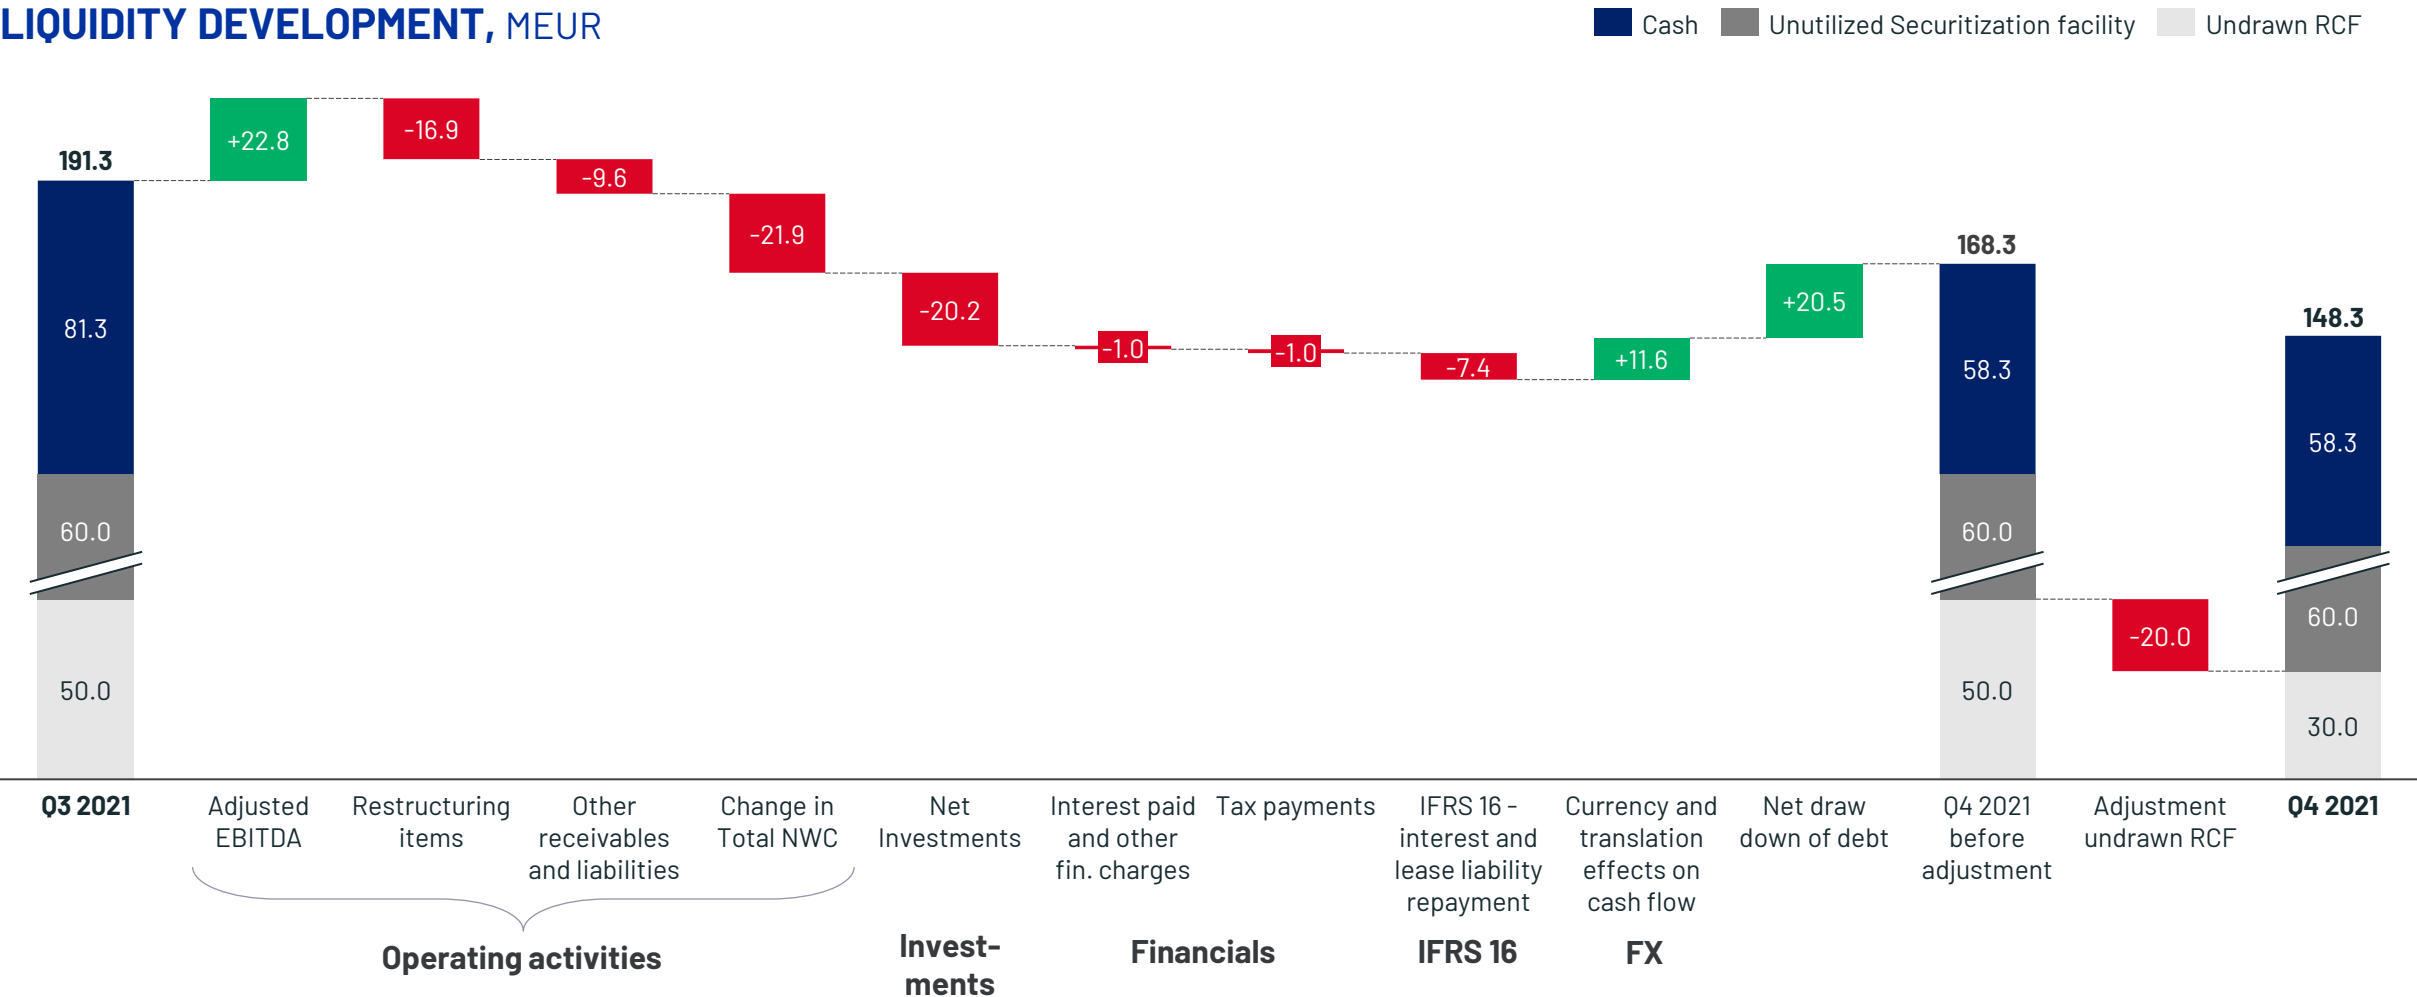 LIQUIDITY DEVELOPMENT, MEUR
Cash
Unutilized Securitization facility
Undrawn RCF
191.3
81.3
60.0
50.0
+22.8
-16.9
-9.6
-21.9
-20.2
-1.0
-1.0
-7.4
+11.6
+20.5
168.3
58.3
60.0
50.0
-20.0
148.3
58.3
60.0
30.0
Q3 2021
Adjusted
EBITDA
Restructuring
items
Other
receivables
and liabilities
Change in
Total NWC
Net
Investments
Interest paid
and other
fin. charges
Tax payments
IFRS 16 -
interest and
lease liability
repayment
Currency and
translation
effects on
cash flow
Net draw
down of debt
Q4 2021
before
adjustment
Adjustment
undrawn RCF
Q4 2021
Operating activities
Invest-
ments
Financials
IFRS 16
FX